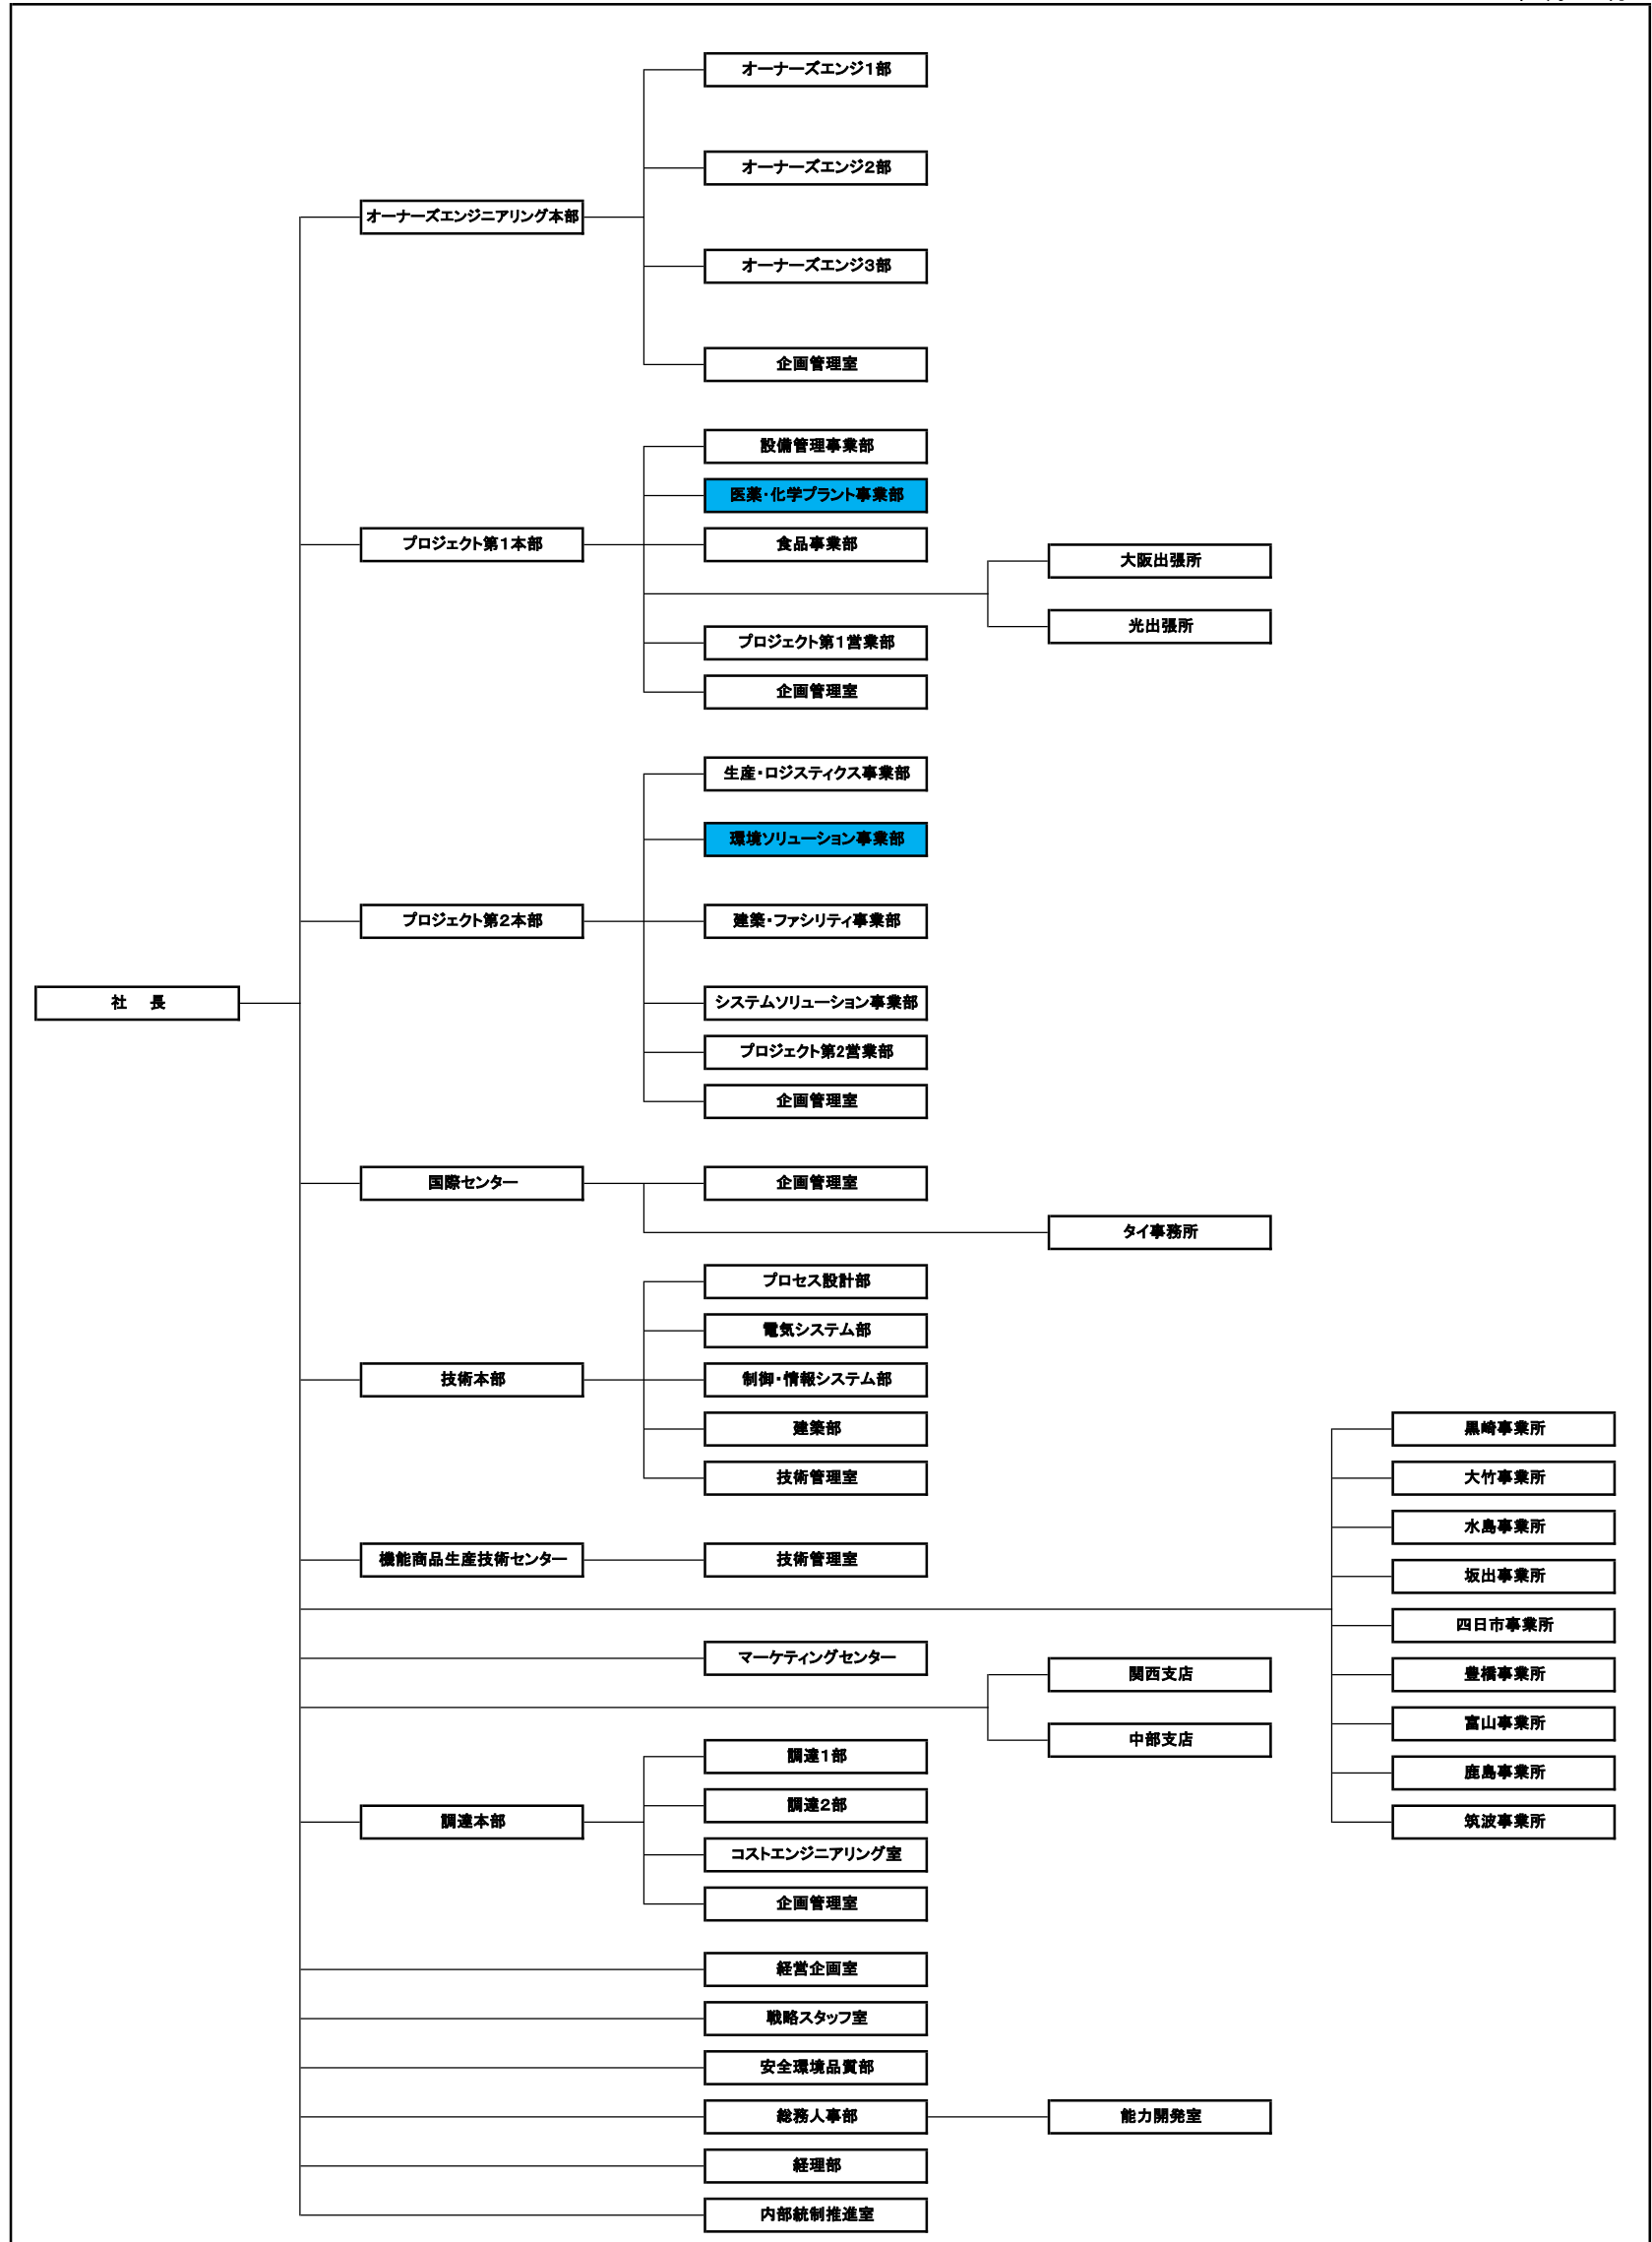 オーナーズエンジ1部
オーナーズエンジ2部
オーナーズエンジニアリング本部
オーナーズエンジ3部
企画管理室
設備管理事業部
医薬・化学プラント事業部
プロジェクト第1本部
食品事業部
大阪出張所
光出張所
プロジェクト第1営業部
企画管理室
生産・ロジスティクス事業部
環境ソリューション事業部
プロジェクト第2本部
建築・ファシリティ事業部
社 長
システムソリューション事業部
プロジェクト第2営業部
企画管理室
国際センター
企画管理室
タイ事務所
プロセス設計部
電気システム部
技術本部
制御・情報システム部
建築部
黒崎事業所
技術管理室
大竹事業所
水島事業所
機能商品生産技術センター
技術管理室
坂出事業所
四日市事業所
マーケティングセンター
関西支店
豊橋事業所
富山事業所
中部支店
調達1部
鹿島事業所
調達2部
調達本部
筑波事業所
コストエンジニアリング室
企画管理室
経営企画室
戦略スタッフ室
安全環境品質部
総務人事部
能力開発室
経理部
内部統制推進室